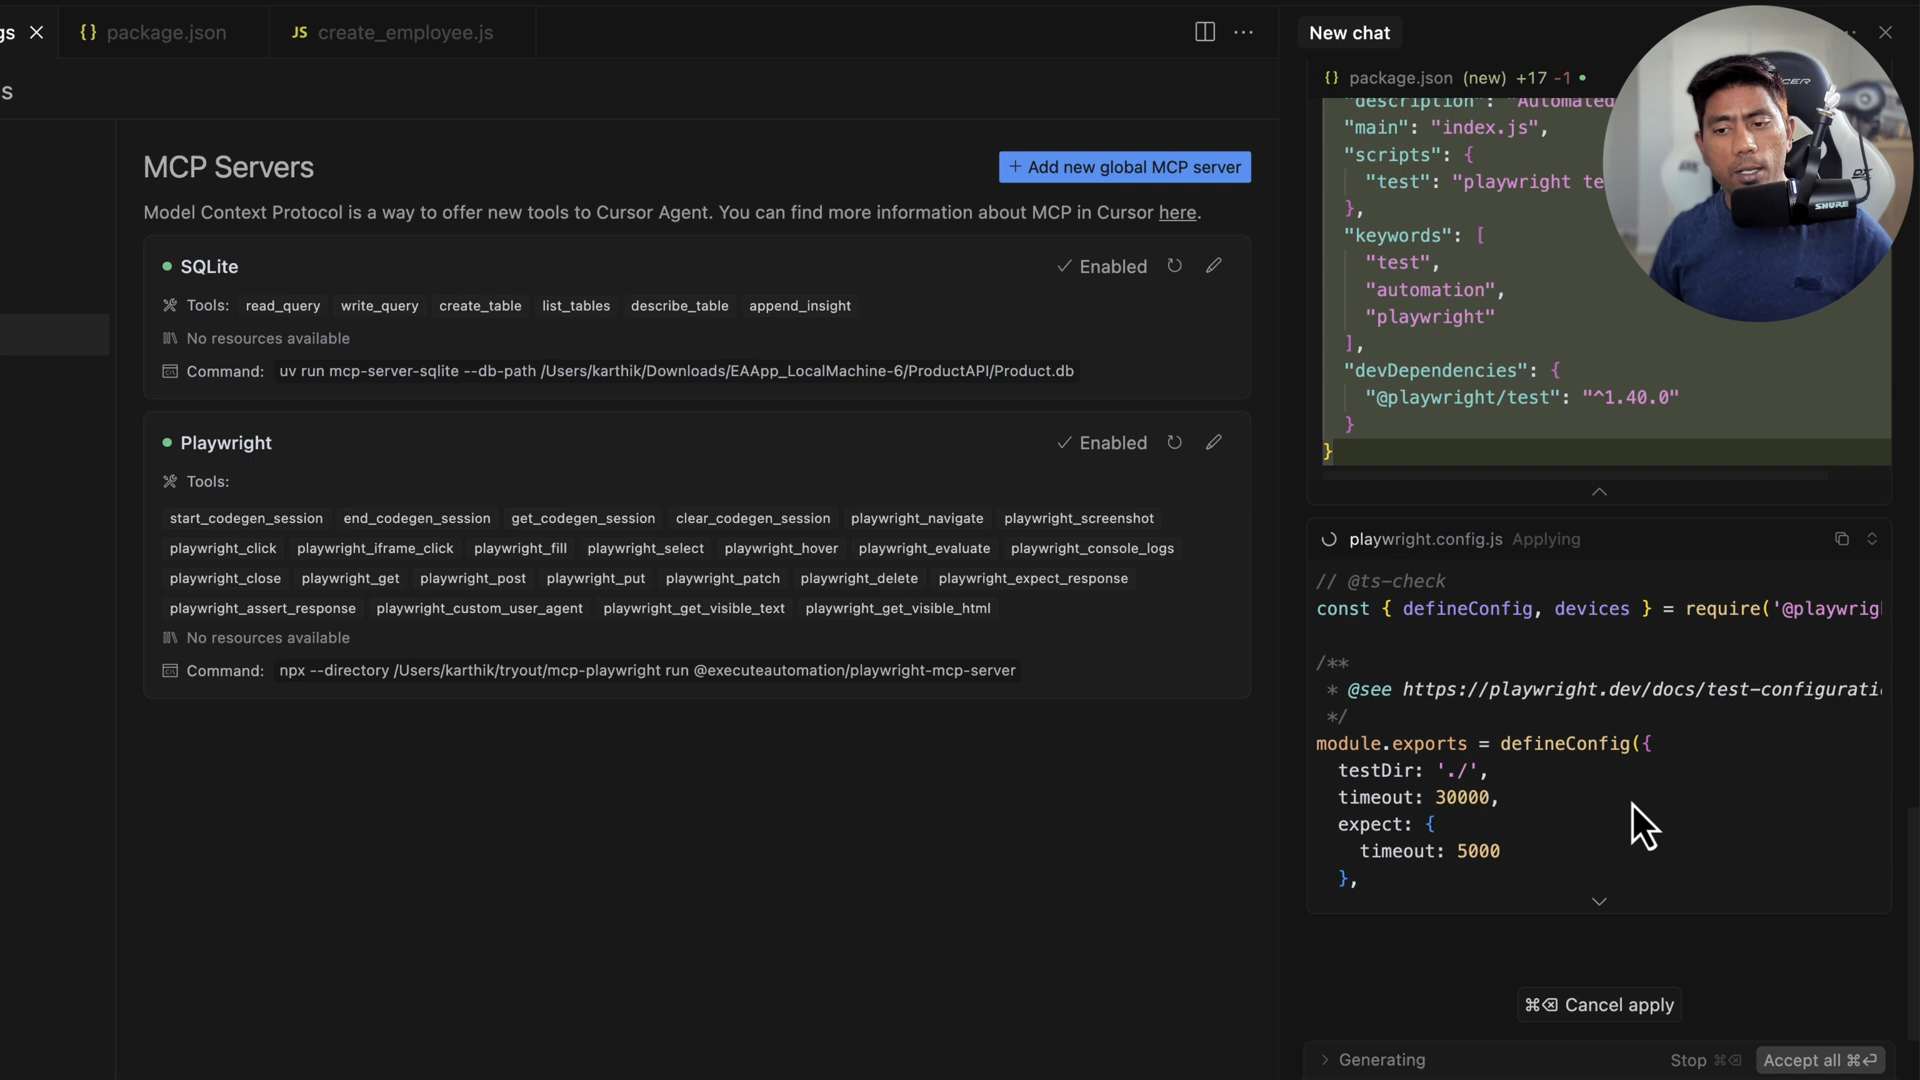 gs
{} package.json
JS create_employee.js
s
MCP Servers
+ Add new global MCP server
Model Context Protocol is a way to offer new tools to Cursor Agent. You can find more information about MCP in Cursor here.
SQLite
Enabled
Tools: read_query write_query create_table list_tables describe_table append_insight
No resources available
Command: uv run mcp-server-sqlite --db-path /Users/karthik/Downloads/EAApp_LocalMachine-6/ProductAPI/Product.db
Playwright
Enabled
Tools:
start_codegen_session end_codegen_session get_codegen_session clear_codegen_session playwright_navigate playwright_screenshot
playwright_click playwright_iframe_click playwright_fill playwright_select playwright_hover playwright_evaluate playwright_console_logs
playwright_close playwright_get playwright_post playwright_put playwright_patch playwright_delete playwright_expect_response
playwright_assert_response playwright_custom_user_agent playwright_get_visible_text playwright_get_visible_html
No resources available
Command: npx --directory /Users/karthik/tryout/mcp-playwright run @executeautomation/playwright-mcp-server
New chat
{} package.json (new) +17 -1
"description": "Automated
"main": "index.js",
"scripts": {
"test": "playwright te
},
"keywords": [
"test",
"automation",
"playwright"
],
"devDependencies": {
"@playwright/test": "^1.40.0"
}
}
playwright.config.js Applying
// @ts-check
const { defineConfig, devices } = require('@playwrig
/**
* @see https://playwright.dev/docs/test-configurati
*/
module.exports = defineConfig({
testDir: './',
timeout: 30000,
expect: {
timeout: 5000
},
⌘⌫ Cancel apply
Generating
Stop ⌘⌫
Accept all ⌘⏎
SHURE